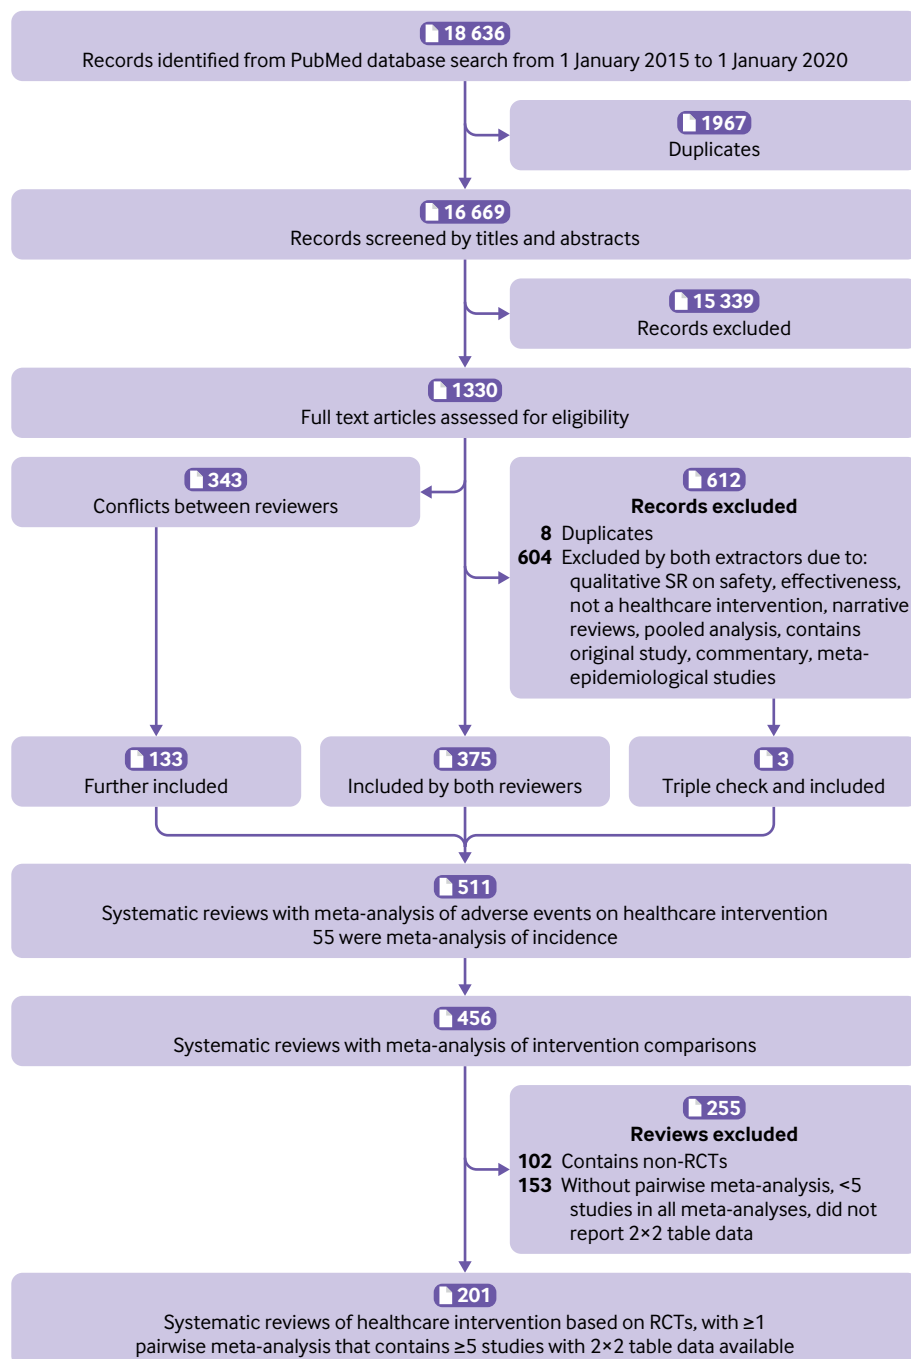 18 636
Records identified from PubMed database search from 1 January 2015 to 1 January 2020
1967
Duplicates
16 669
Records screened by titles and abstracts
15 339
Records excluded
1330
Full text articles assessed for eligibility
343
Conflicts between reviewers
612
Records excluded
8 Duplicates
604 Excluded by both extractors due to:
qualitative SR on safety, effectiveness,
not a healthcare intervention, narrative
reviews, pooled analysis, contains
original study, commentary, meta-
epidemiological studies
133
Further included
375
Included by both reviewers
3
Triple check and included
511
Systematic reviews with meta-analysis of adverse events on healthcare intervention
55 were meta-analysis of incidence
456
Systematic reviews with meta-analysis of intervention comparisons
255
Reviews excluded
102 Contains non-RCTs
153 Without pairwise meta-analysis, <5
studies in all meta-analyses, did not
report 2×2 table data
201
Systematic reviews of healthcare intervention based on RCTs, with ≥1
pairwise meta-analysis that contains ≥5 studies with 2×2 table data available